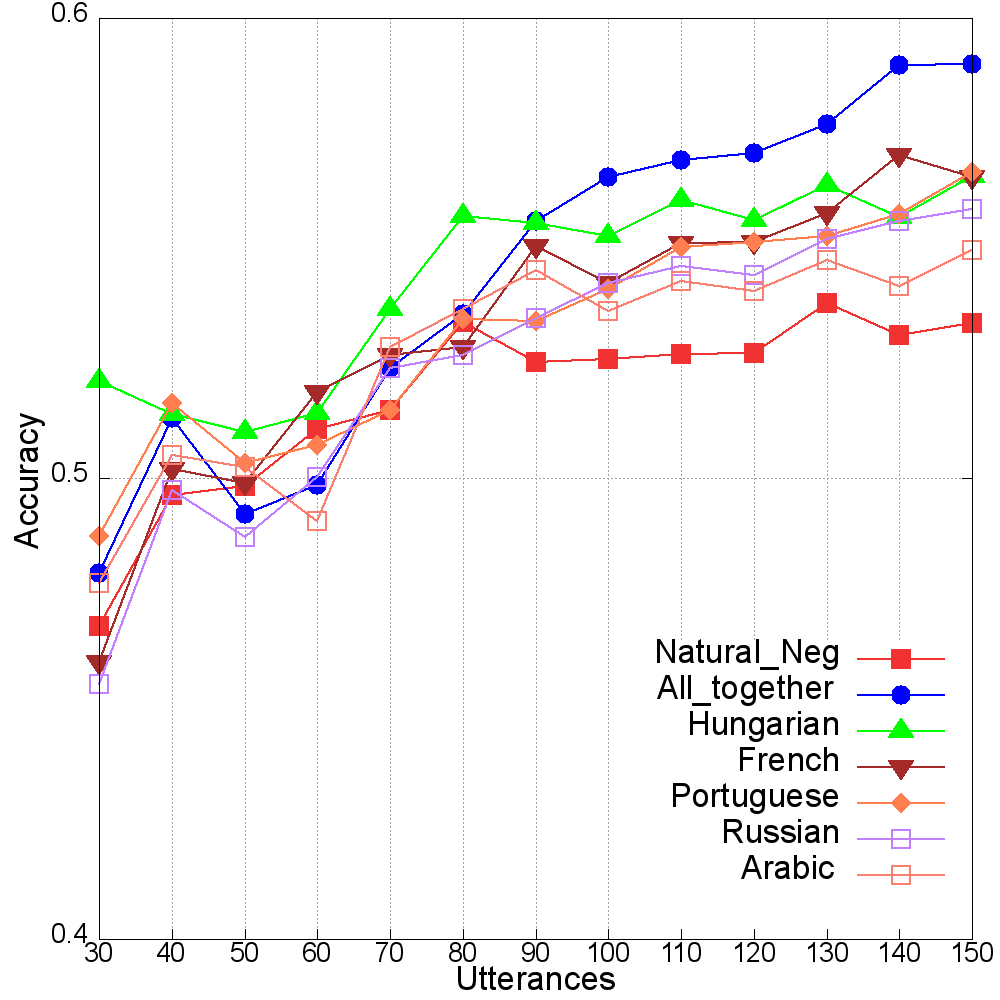 0.6
0.5
0.4
Accuracy
Natural_Neg
All_together
Hungarian
French
Portuguese
Russian
Arabic
30 40 50 60 70 80 90 100 110 120 130 140 150
Utterances